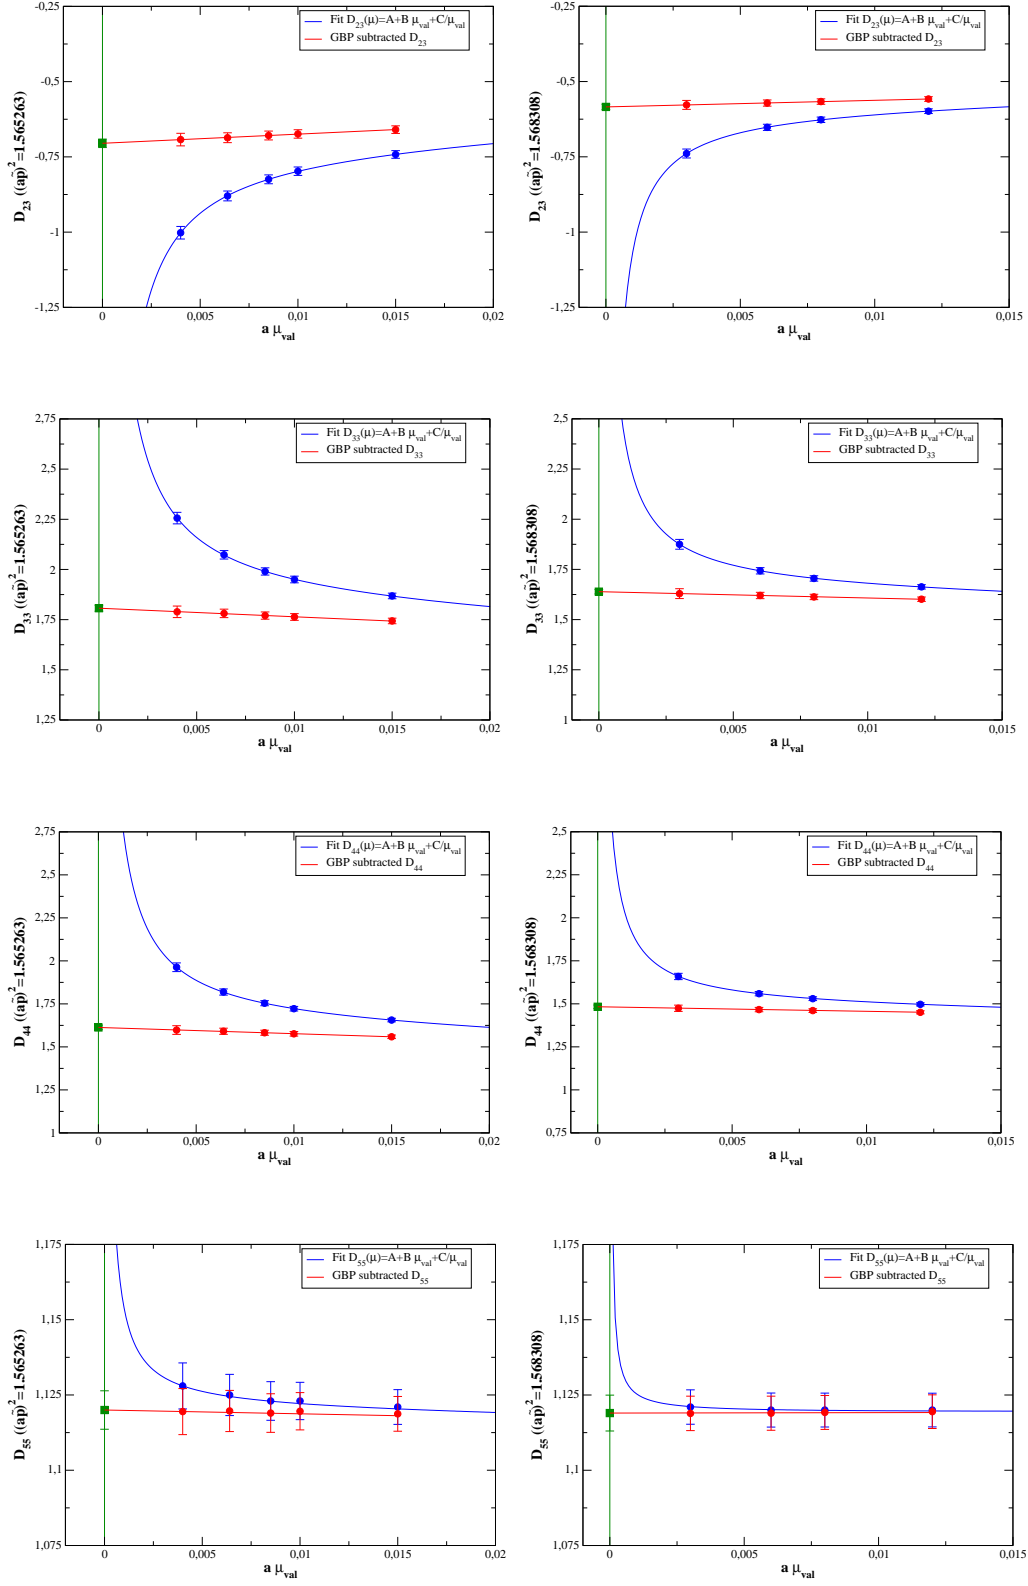 Fit D23(μ)=A+B μval+C/μval
GBP subtracted D23
-0,25
-0,5
-0,75
-1
-1,25
D23 ((ap̃)2=1.565263)
0
0,005
0,01
0,015
0,02
a μval
Fit D23(μ)=A+B μval+C/μval
GBP subtracted D23
-0,25
-0,5
-0,75
-1
-1,25
D23 ((ap̃)2=1.568308)
0
0,005
0,01
0,015
a μval
Fit D33(μ)=A+B μval+C/μval
GBP subtracted D33
2,75
2,5
2,25
2
1,75
1,5
1,25
D33 ((ap̃)2=1.565263)
0
0,005
0,01
0,015
0,02
a μval
Fit D33(μ)=A+B μval+C/μval
GBP subtracted D33
2,5
2,25
2
1,75
1,5
1,25
1
D33 ((ap̃)2=1.568308)
0
0,005
0,01
0,015
a μval
Fit D44(μ)=A+B μval+C/μval
GBP subtracted D44
2,75
2,5
2,25
2
1,75
1,5
1,25
1
D44 ((ap̃)2=1.565263)
0
0,005
0,01
0,015
0,02
a μval
Fit D44(μ)=A+B μval+C/μval
GBP subtracted D44
2,5
2,25
2
1,75
1,5
1,25
1
0,75
D44 ((ap̃)2=1.568308)
0
0,005
0,01
0,015
a μval
Fit D55(μ)=A+B μval+C/μval
GBP subtracted D55
1,175
1,15
1,125
1,1
1,075
D55 ((ap̃)2=1.565263)
0
0,005
0,01
0,015
0,02
a μval
Fit D55(μ)=A+B μval+C/μval
GBP subtracted D55
1,175
1,15
1,125
1,1
1,075
D55 ((ap̃)2=1.568308)
0
0,005
0,01
0,015
a μval